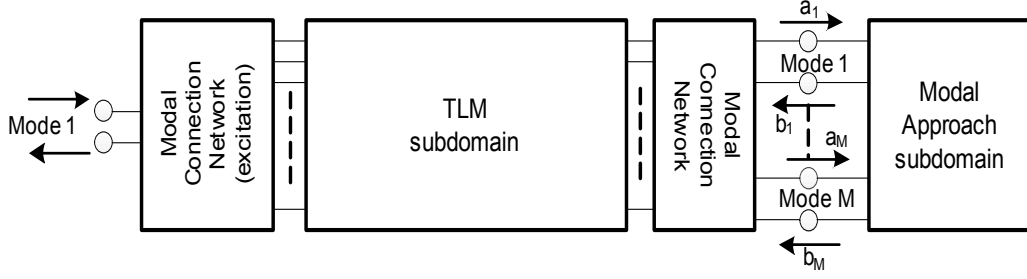 Mode 1
Modal
Connection
Network
(excitation)
TLM
subdomain
Modal
Connection
Network
a1
Mode 1
b1
aM
Mode M
bM
Modal
Approach
subdomain